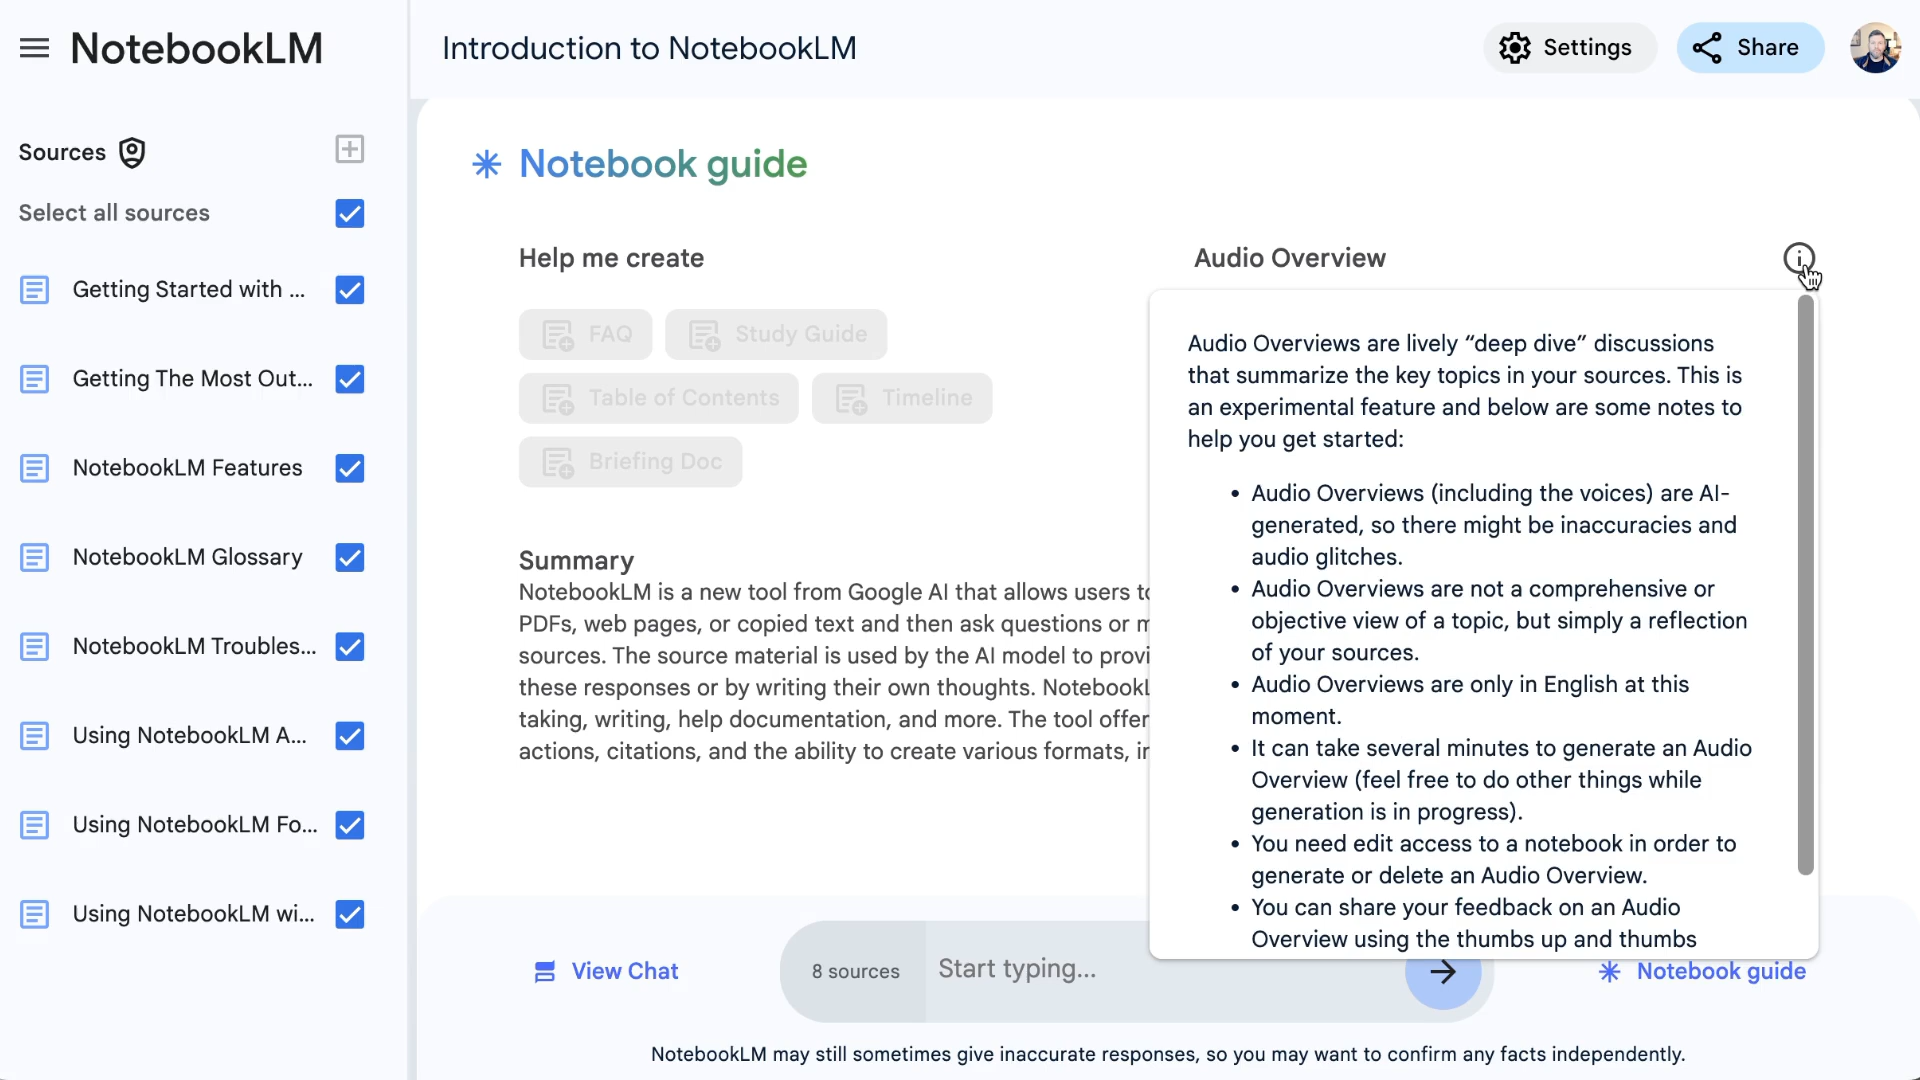 NotebookLM
Introduction to NotebookLM
Settings
Share
Sources
Select all sources
Getting Started with ...
Getting The Most Out...
NotebookLM Features
NotebookLM Glossary
NotebookLM Troubles...
Using NotebookLM A...
Using NotebookLM Fo...
Using NotebookLM wi...
Notebook guide
Help me create
FAQ
Study Guide
Table of Contents
Timeline
Briefing Doc
Summary
NotebookLM is a new tool from Google AI that allows users
PDFs, web pages, or copied text and then ask questions or
sources. The source material is used by the AI model to
these responses or by writing their own thoughts.
taking, writing, help documentation, and more. The tool
actions, citations, and the ability to create various formats,
Audio Overview
Audio Overviews are lively “deep dive” discussions
that summarize the key topics in your sources. This is
an experimental feature and below are some notes to
help you get started:
• Audio Overviews (including the voices) are AI-
generated, so there might be inaccuracies and
audio glitches.
• Audio Overviews are not a comprehensive or
objective view of a topic, but simply a reflection
of your sources.
• Audio Overviews are only in English at this
moment.
• It can take several minutes to generate an Audio
Overview (feel free to do other things while
generation is in progress).
• You need edit access to a notebook in order to
generate or delete an Audio Overview.
• You can share your feedback on an Audio
Overview using the thumbs up and thumbs
View Chat
8 sources
Start typing...
Notebook guide
NotebookLM may still sometimes give inaccurate responses, so you may want to confirm any facts independently.